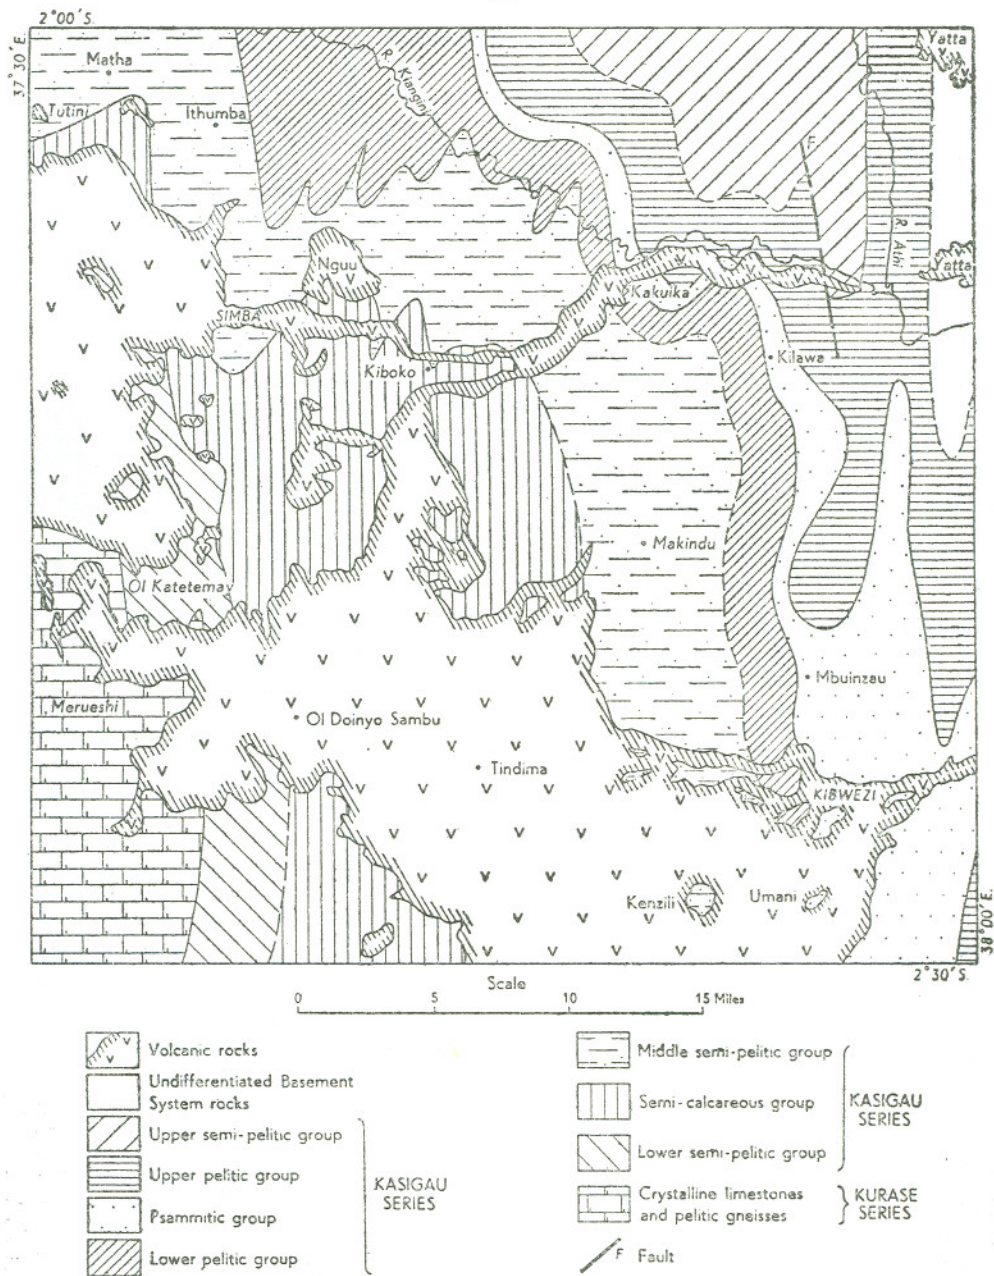 2°00'S.
37°30'E.
Matha
Tutini
Ithumba
R. Kiangini
Yatta
F
R. Athi
Nguu
Yatta
SIMBA
Kakuika
Kilawa
Kiboko
Makindu
Ol Katetemay
Merueshi
Mbuinzau
Ol Doinyo Sambu
Tindima
KIBWEZI
Kenzili
Umani
38°00'E.
2°30'S.
Scale
0 5 10 15 Miles
Volcanic rocks
Undifferentiated Basement
System rocks
Upper semi-pelitic group
Upper pelitic group
Psammitic group
Lower pelitic group
KASIGAU
SERIES
Middle semi-pelitic group
Semi-calcareous group
Lower semi-pelitic group
KASIGAU
SERIES
Crystalline limestones
and pelitic gneisses
KURASE
SERIES
F Fault